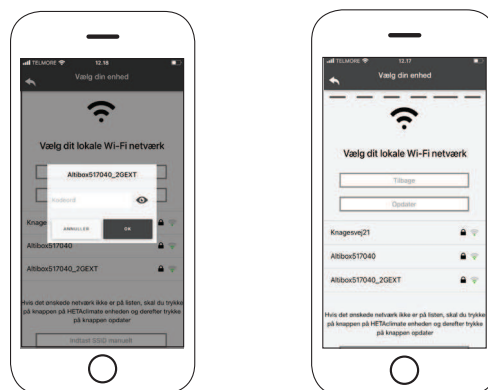 TELMORE 12.18
Vælg din enhed
Vælg dit lokale Wi-Fi netværk
Altibox517040_2GEXT
Kodeord
ANNULLER OK
Altibox517040
Altibox517040_2GEXT
Hvis det ønskede netværk ikke er på listen, skal du trykke
på knappen på HETAclimate enheden og derefter trykke
på knappen opdater
Indtast SSID manuelt
TELMORE 12.17
Vælg din enhed
Vælg dit lokale Wi-Fi netværk
Tilbage
Opdater
Knagesvej21
Altibox517040
Altibox517040_2GEXT
Hvis det ønskede netværk ikke er på listen, skal du trykke
på knappen på HETAclimate enheden og derefter trykke
på knappen opdater